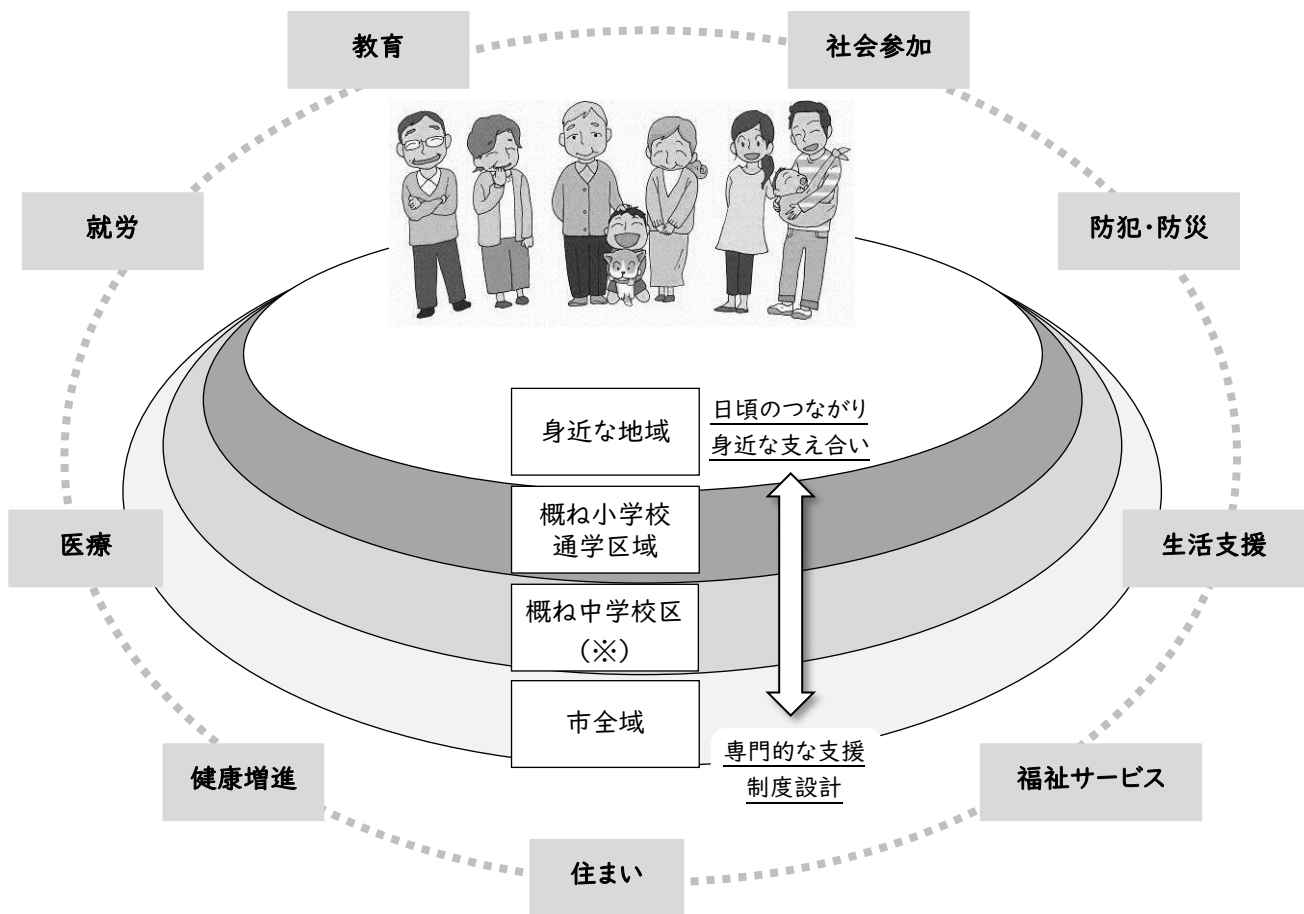 教育
社会参加
就労
防犯・防災
身近な地域
日頃のつながり
身近な支え合い
概ね小学校
通学区域
医療
生活支援
概ね中学校区
（※）
市全域
専門的な支援
制度設計
健康増進
福祉サービス
住まい